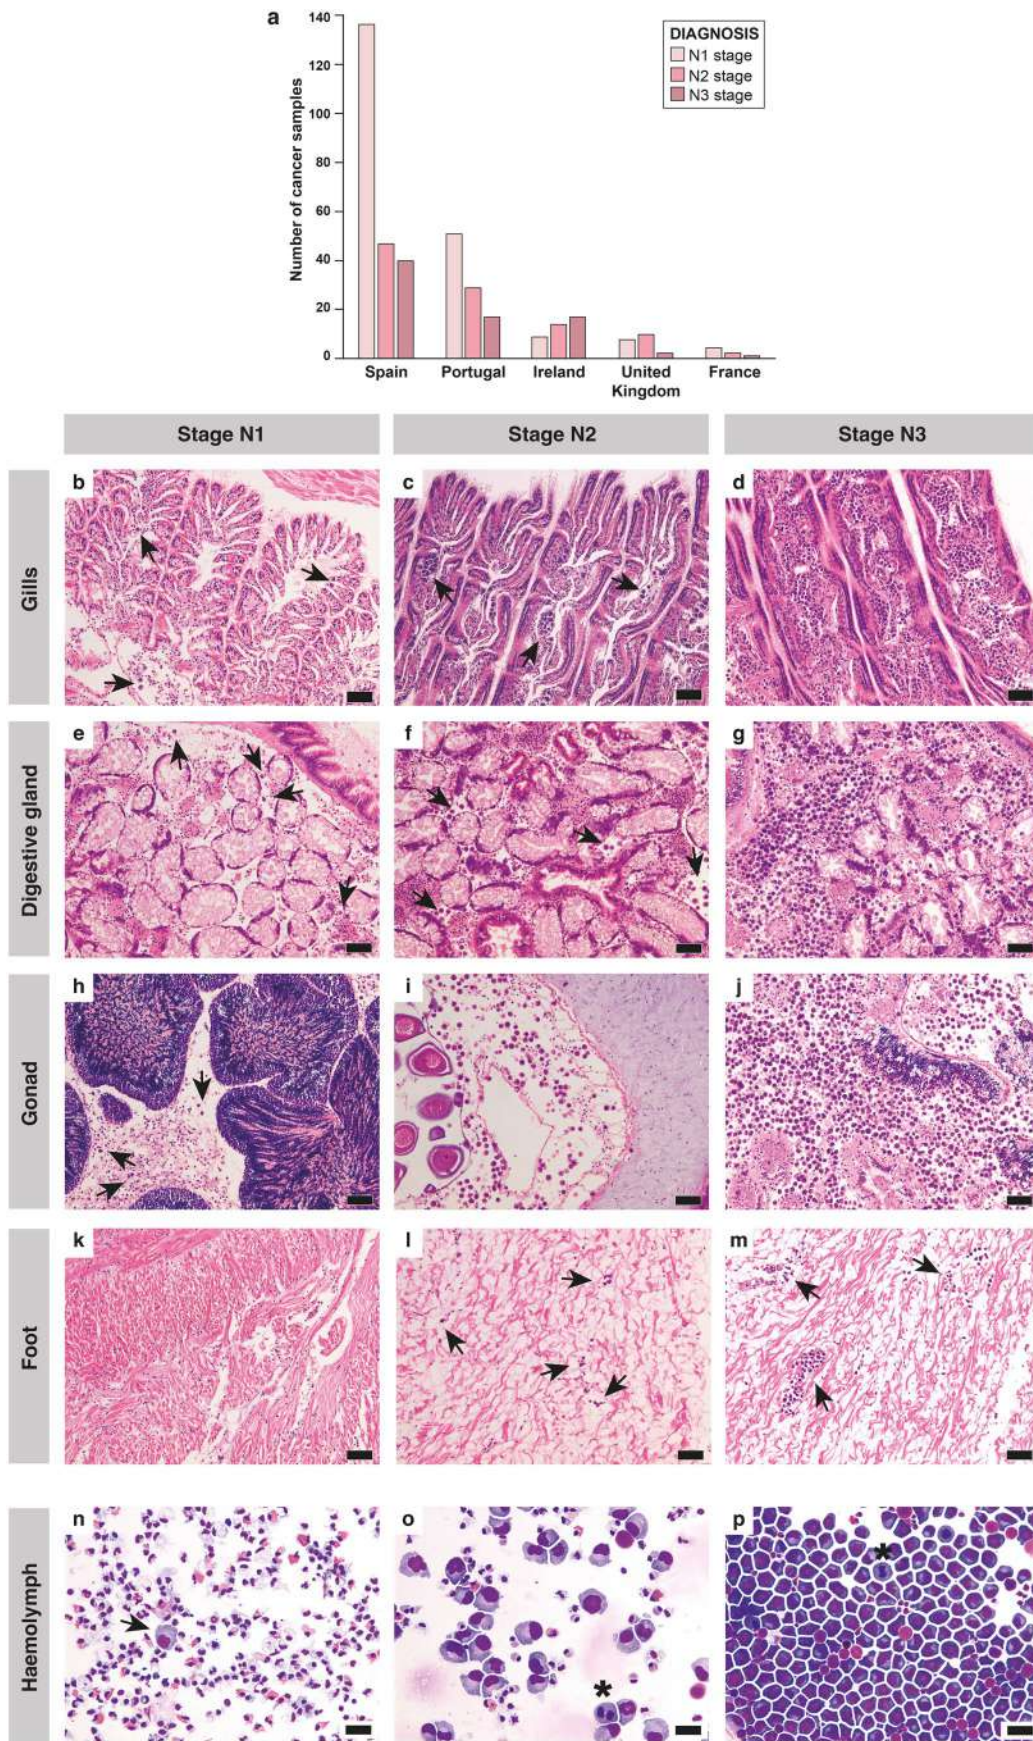 a
140
120
100
80
60
40
20
0
Number of cancer samples
DIAGNOSIS
N1 stage
N2 stage
N3 stage
Spain
Portugal
Ireland
United
Kingdom
France
Stage N1
Stage N2
Stage N3
Gills
b
c
d
Digestive gland
e
f
g
Gonad
h
i
j
Foot
k
l
m
Haemolymph
n
o
*
p
*